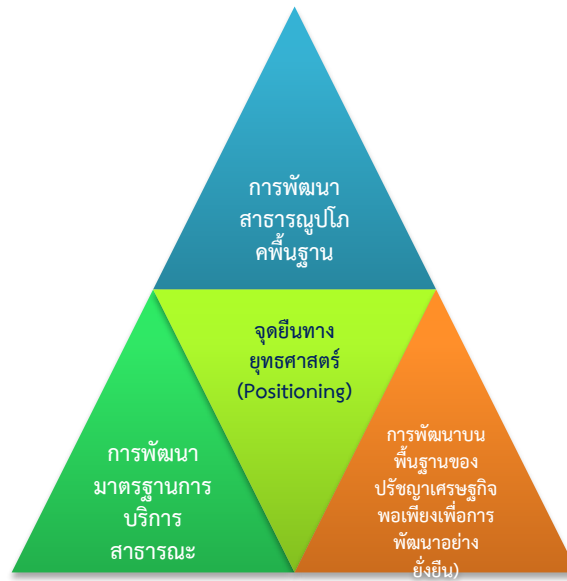 การพัฒนา
สาธารณูปโภ
คพื้นฐาน
จุดยืนทาง
ยุทธศาสตร์
(Positioning)
การพัฒนา
มาตรฐานการ
บริการ
สาธารณะ
การพัฒนาบน
พื้นฐานของ
ปรัชญาเศรษฐกิจ
พอเพียงเพื่อการ
พัฒนาอย่าง
ยั่งยืน)